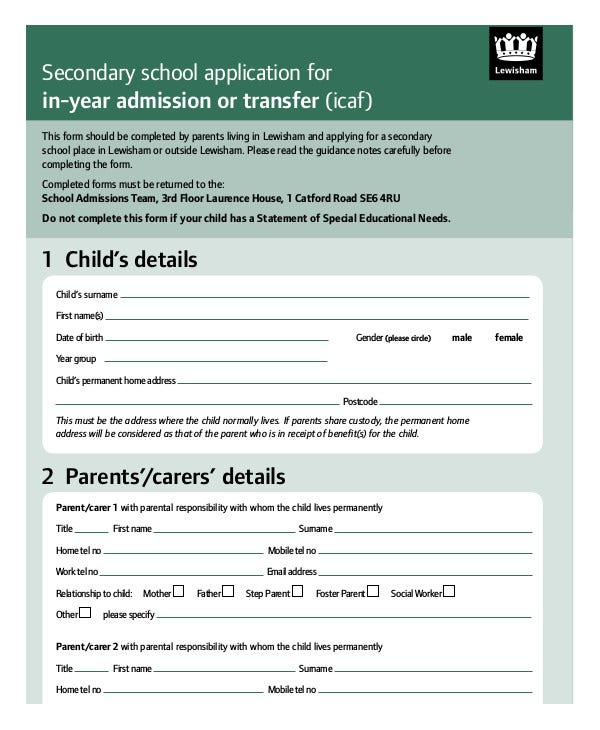 Lewisham
Secondary school application for
in-year admission or transfer (icaf)
This form should be completed by parents living in Lewisham and applying for a secondary
school place in Lewisham or outside Lewisham. Please read the guidance notes carefully before
completing the form.
Completed forms must be returned to the:
School Admissions Team, 3rd Floor Laurence House, 1 Catford Road SE6 4RU
Do not complete this form if your child has a Statement of Special Educational Needs.
1 Child's details
Child's surname
First name(s)
Date of birth Gender (please circle) male female
Year group
Child's permanent home address
Postcode
This must be the address where the child normally lives. If parents share custody, the permanent home
address will be considered as that of the parent who is in receipt of benefit(s) for the child.
2 Parents'/carers' details
Parent/carer 1 with parental responsibility with whom the child lives permanently
Title First name Surname
Home tel no Mobile tel no
Work tel no Email address
Relationship to child: Mother Father Step Parent Foster Parent Social Worker
Other please specify
Parent/carer 2 with parental responsibility with whom the child lives permanently
Title First name Surname
Home tel no Mobile tel no